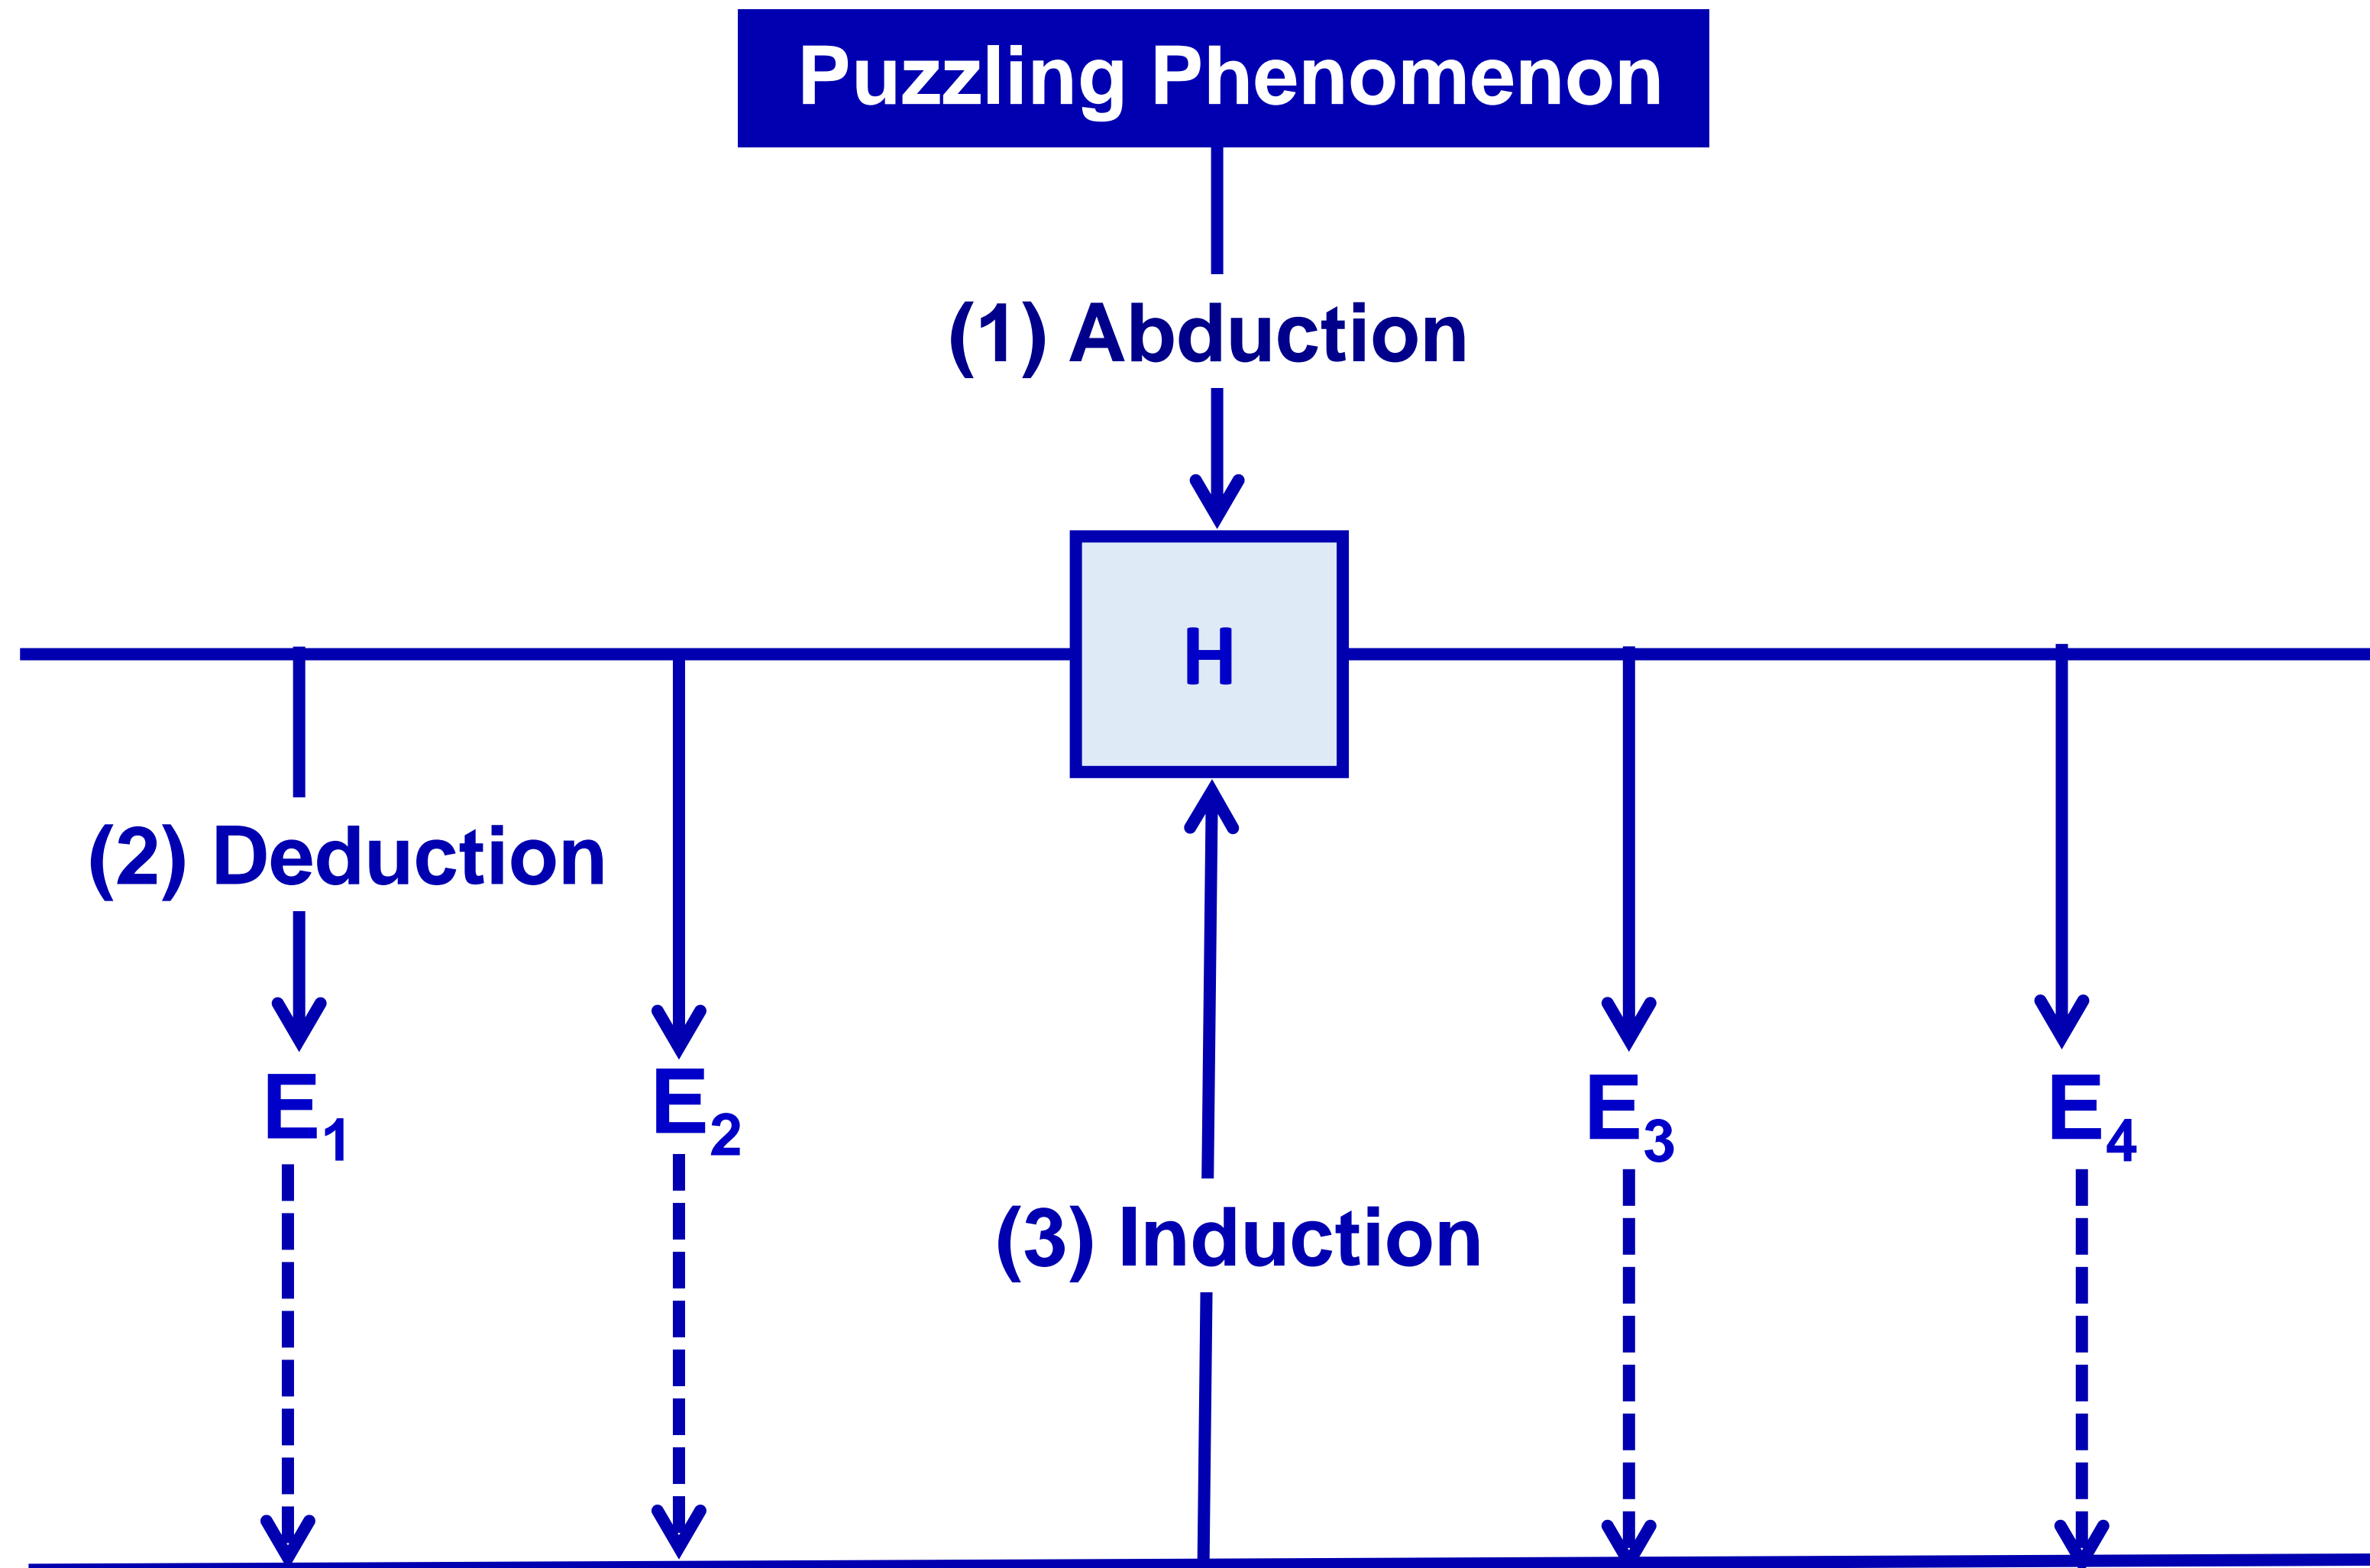 Puzzling Phenomenon
(1) Abduction
H
(2) Deduction
E1
E2
E3
E4
(3) Induction